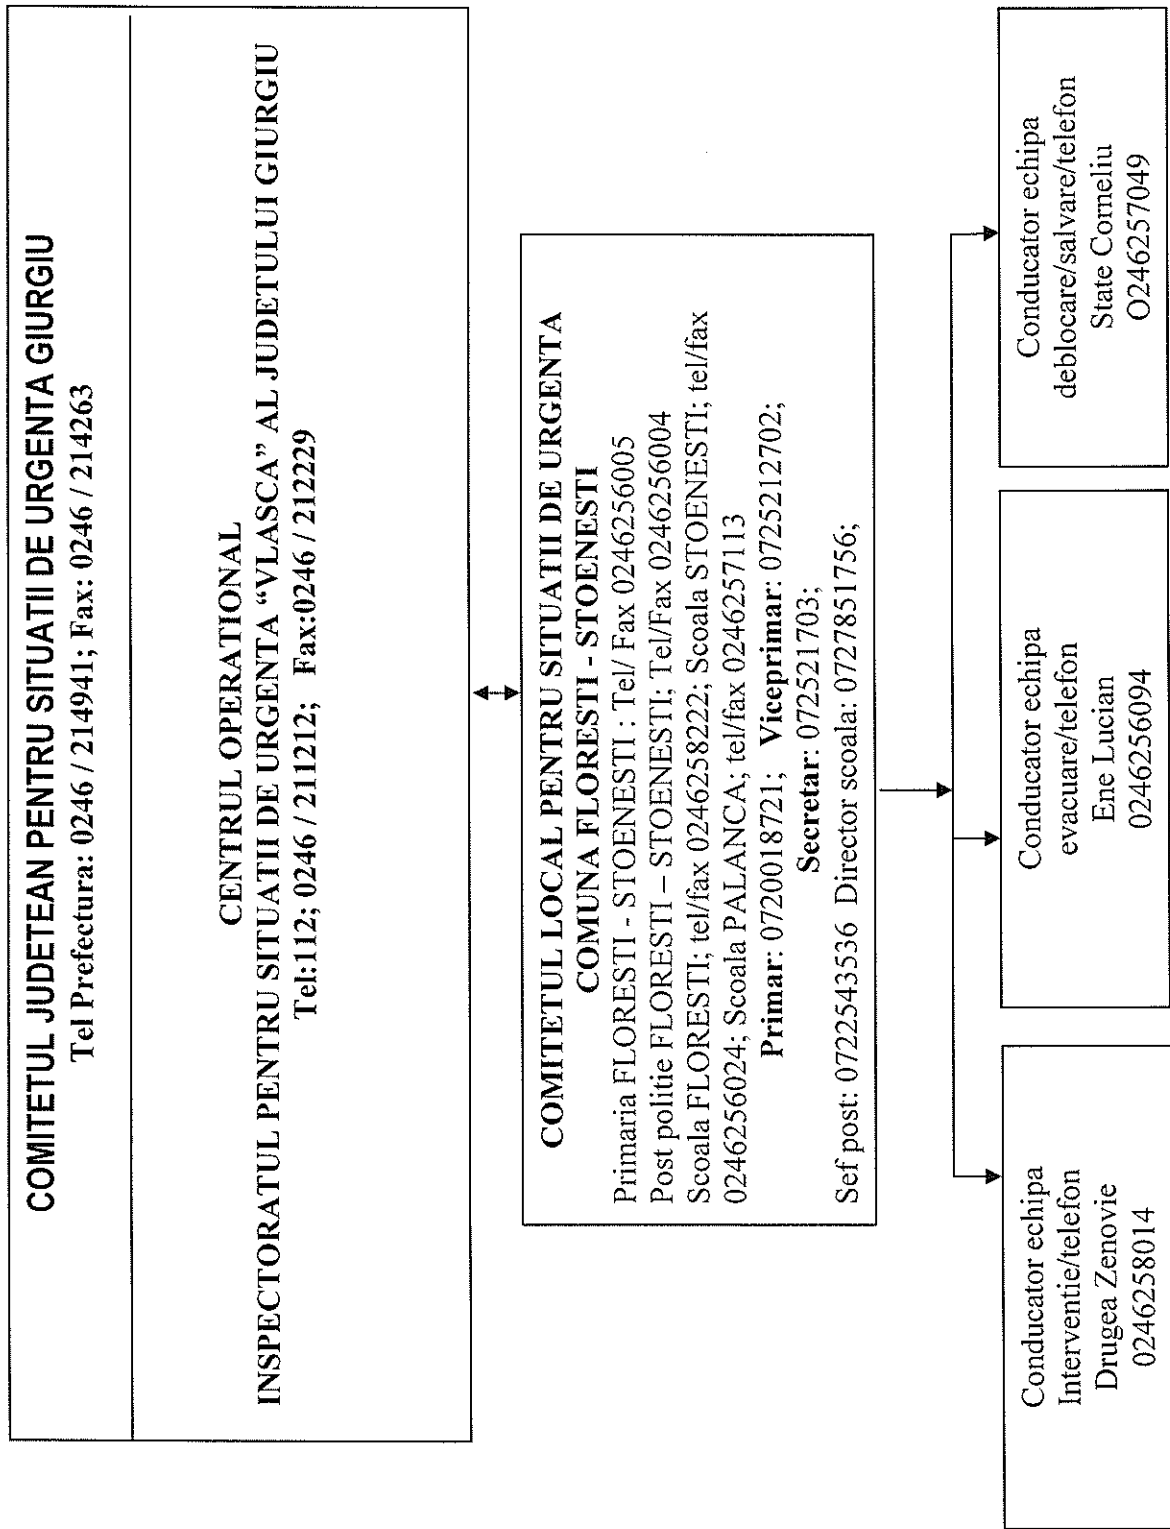 COMITETUL JUDETEAN PENTRU SITUATII DE URGENTA GIURGIU
Tel Prefectura: 0246 / 214941; Fax: 0246 / 214263
CENTRUL OPERATIONAL
INSPECTORATUL PENTRU SITUATII DE URGENTA “VLASCA” AL JUDETULUI GIURGIU
Tel:112; 0246 / 211212; Fax:0246 / 212229
COMITETUL LOCAL PENTRU SITUATII DE URGENTA
COMUNA FLORESTI - STOENESTI
Primaria FLORESTI - STOENESTI : Tel/ Fax 0246256005
Post politie FLORESTI – STOENESTI; Tel/Fax 0246256004
Scoala FLORESTI; tel/fax 0246258222; Scoala STOENESTI; tel/fax
0246256024; Scoala PALANCA; tel/fax 0246257113
Primar: 0720018721; Viceprimar: 0725212702;
Secretar: 072521703;
Sef post: 0722543536 Director scoala: 0727851756;
Conducator echipa
Interventie/telefon
Drugea Zenovie
0246258014
Conducator echipa
evacuare/telefon
Ene Lucian
0246256094
Conducator echipa
deblocare/salvare/telefon
State Corneliu
O246257049